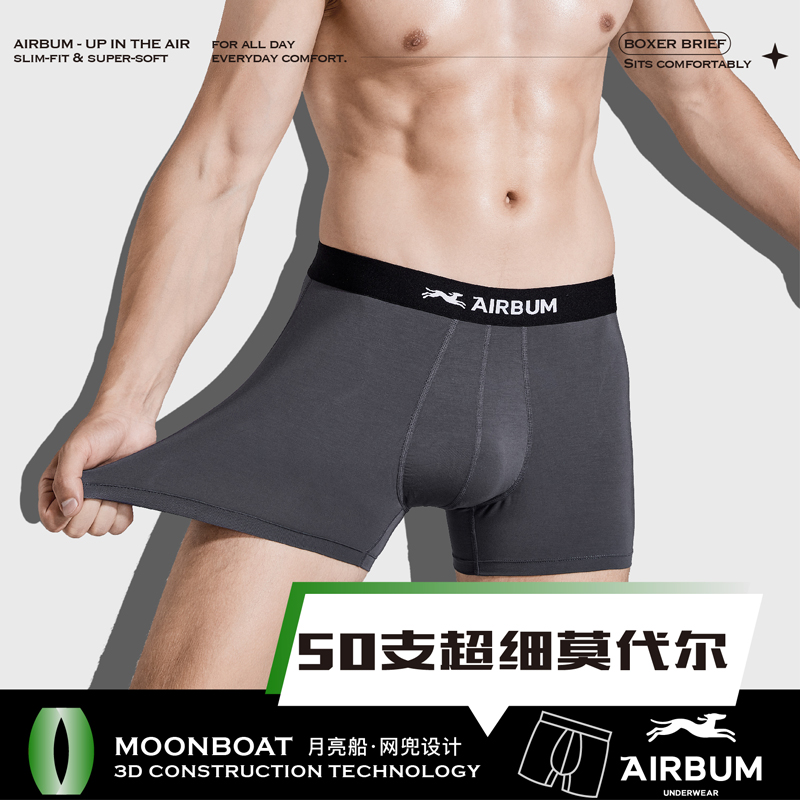 AIRBUM - UP IN THE AIR
SLIM-FIT & SUPER-SOFT
FOR ALL DAY
EVERYDAY COMFORT.
BOXER BRIEF
SITS COMFORTABLY
AIRBUM
50支超细莫代尔
MOONBOAT 月亮船·网兜设计
3D CONSTRUCTION TECHNOLOGY
AIRBUM
UNDERWEAR